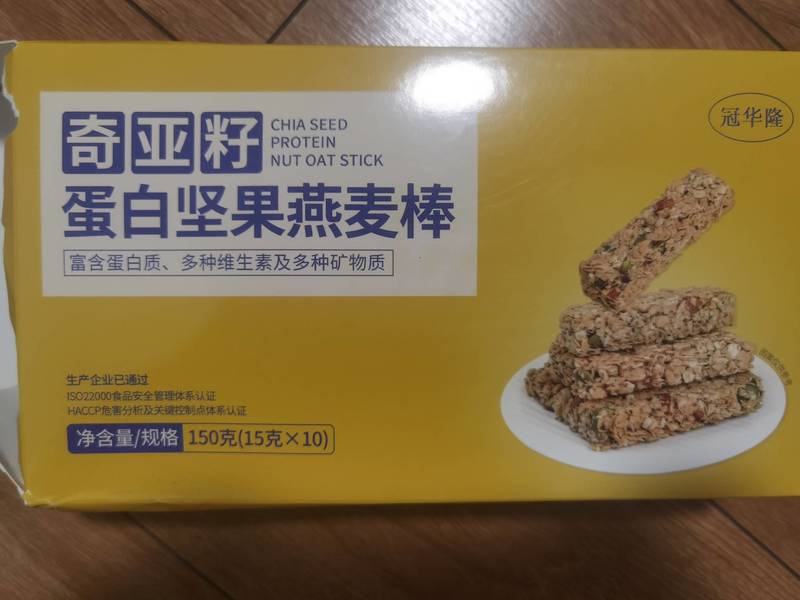 奇亚籽
CHIA SEED
PROTEIN
NUT OAT STICK
蛋白坚果燕麦棒
富含蛋白质、多种维生素及多种矿物质
冠华隆
生产企业已通过
ISO22000食品安全管理体系认证
HACCP危害分析及关键控制点体系认证
净含量/规格 150克(15克×10)